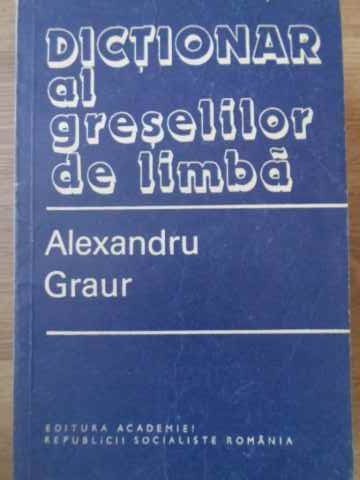 DICȚIONAR
al
greșelilor
de limbă
Alexandru
Graur
EDITURA ACADEMIEI
REPUBLICII SOCIALISTE ROMÂNIA